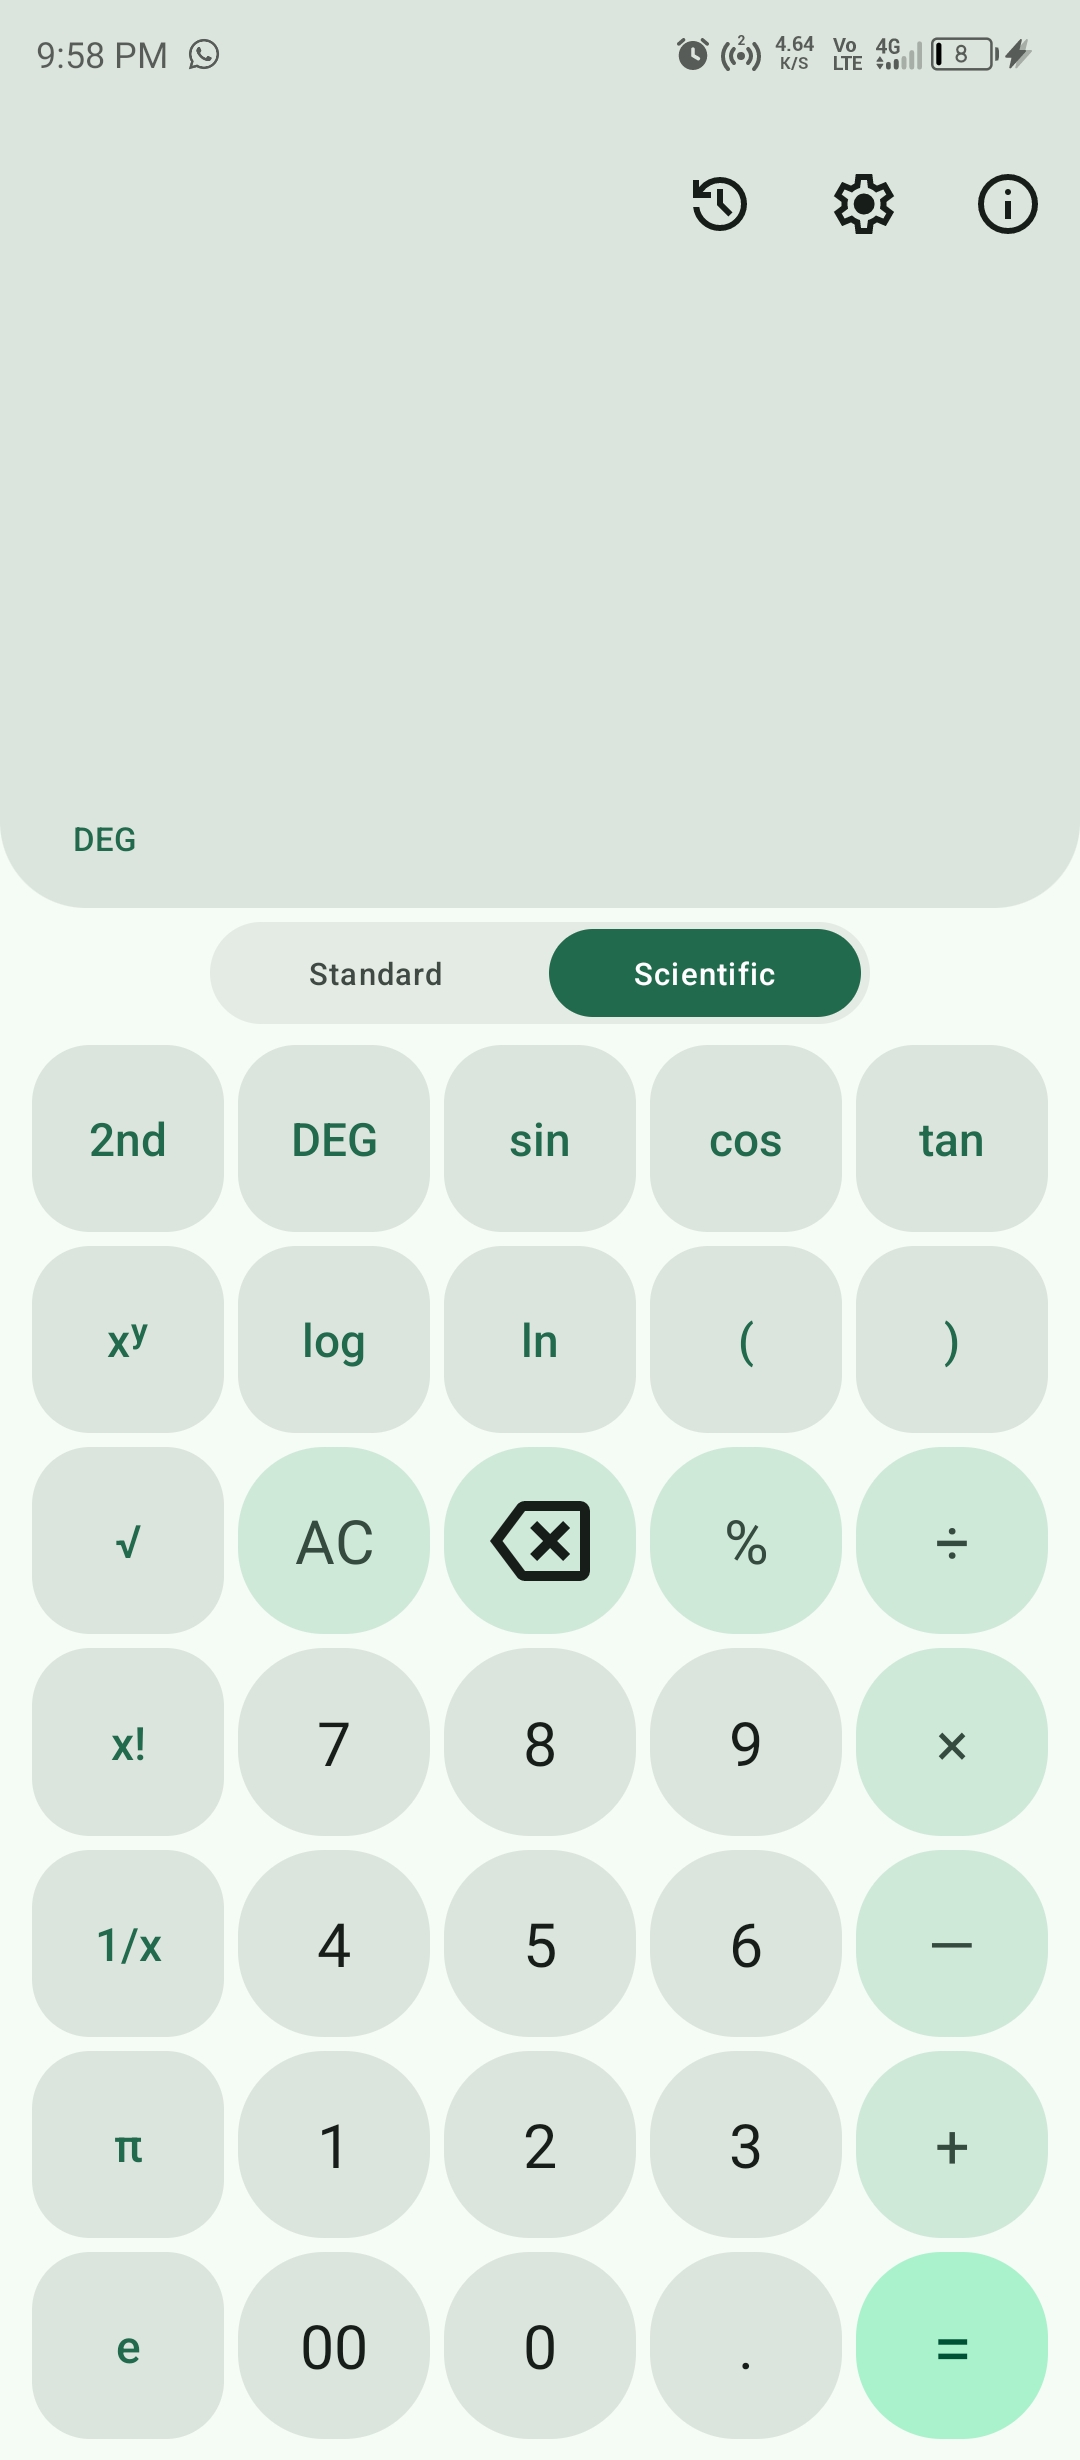 9:58 PM 2 4.64 K/S Vo LTE 4G 8
DEG
Standard Scientific
2nd DEG sin cos tan
xʸ log ln ( )
√ AC % ÷
x! 7 8 9 ×
1/x 4 5 6 —
π 1 2 3 +
e 00 0 . =